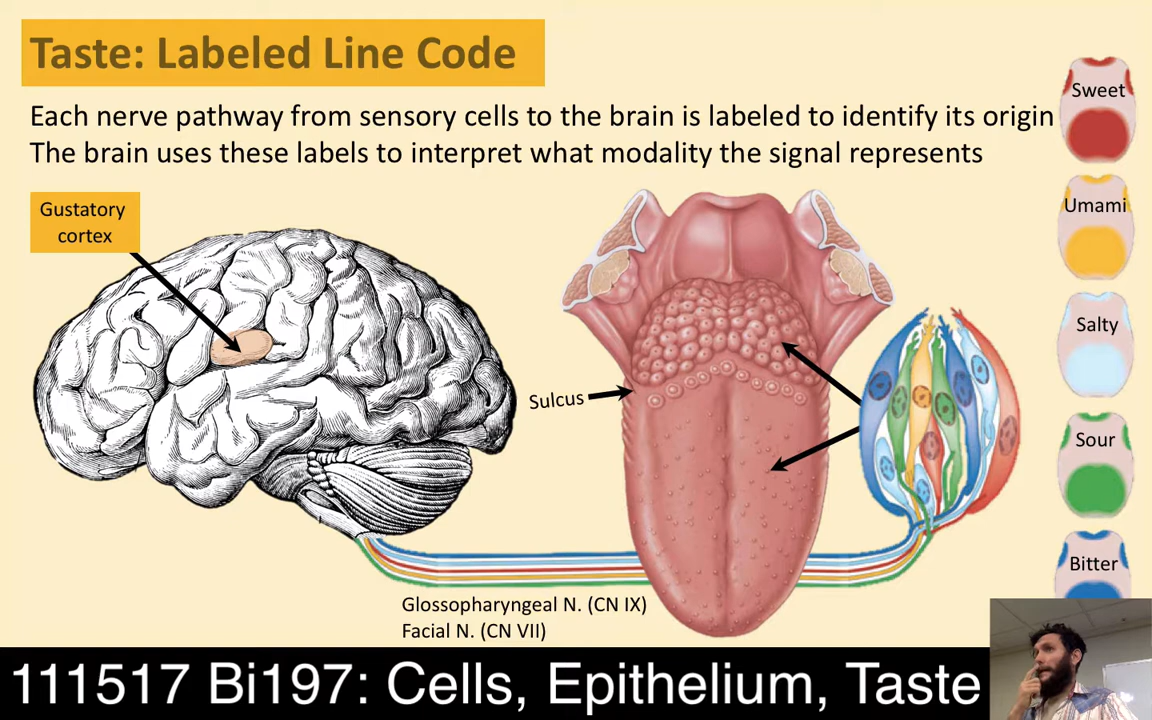 Taste: Labeled Line Code
Each nerve pathway from sensory cells to the brain is labeled to identify its origin
The brain uses these labels to interpret what modality the signal represents
Sweet
Umami
Salty
Sour
Bitter
Gustatory
cortex
Sulcus
Glossopharyngeal N. (CN IX)
Facial N. (CN VII)
111517 Bi197: Cells, Epithelium, Taste